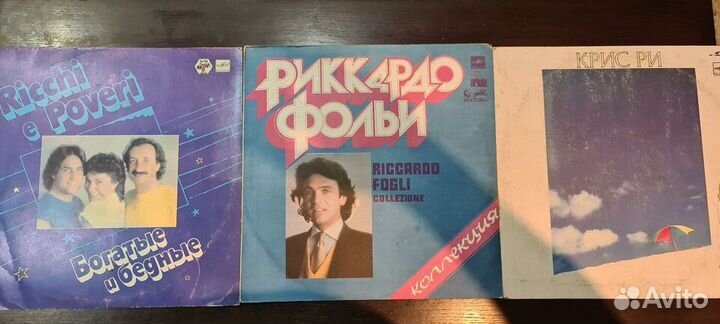 Ricchi
e Poveri
Богатые
и бедные
РИККАРДО
ФОЛЬИ
RICCARDO
FOGLI
COLLEZIONE
КОЛЛЕКЦИЯ
КРИС РИ
Avito